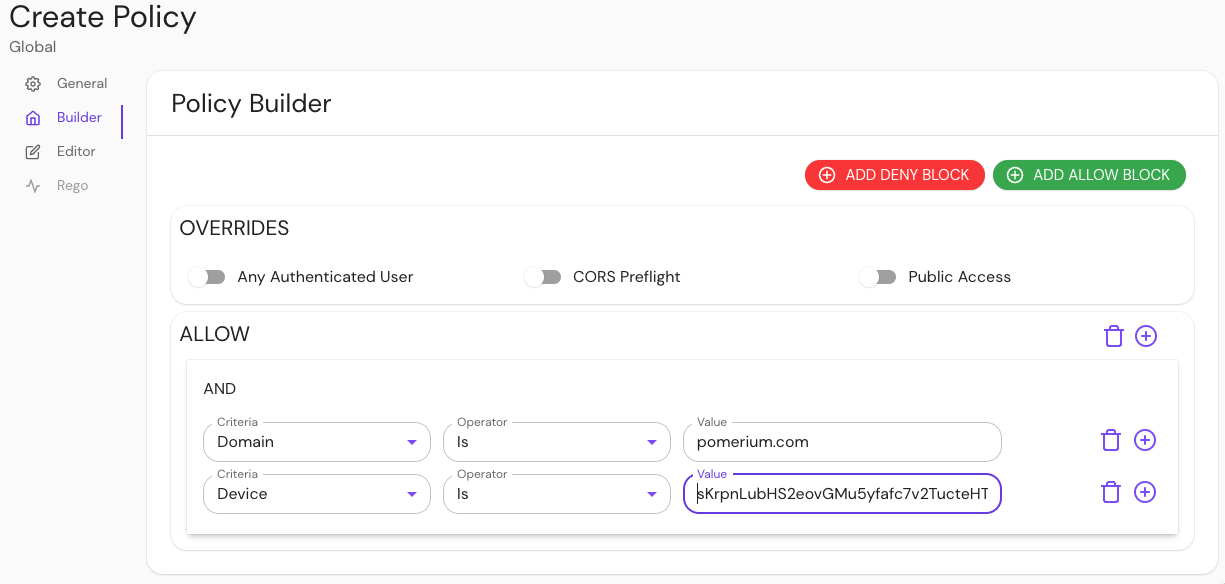 Create Policy
Global
General
Builder
Editor
Rego
Policy Builder
ADD DENY BLOCK ADD ALLOW BLOCK
OVERRIDES
Any Authenticated User CORS Preflight Public Access
ALLOW
AND
Criteria Operator Value
Domain Is pomerium.com
Criteria Operator Value
Device Is sKrpnLubHS2eovGMu5yfafc7v2TucteHT